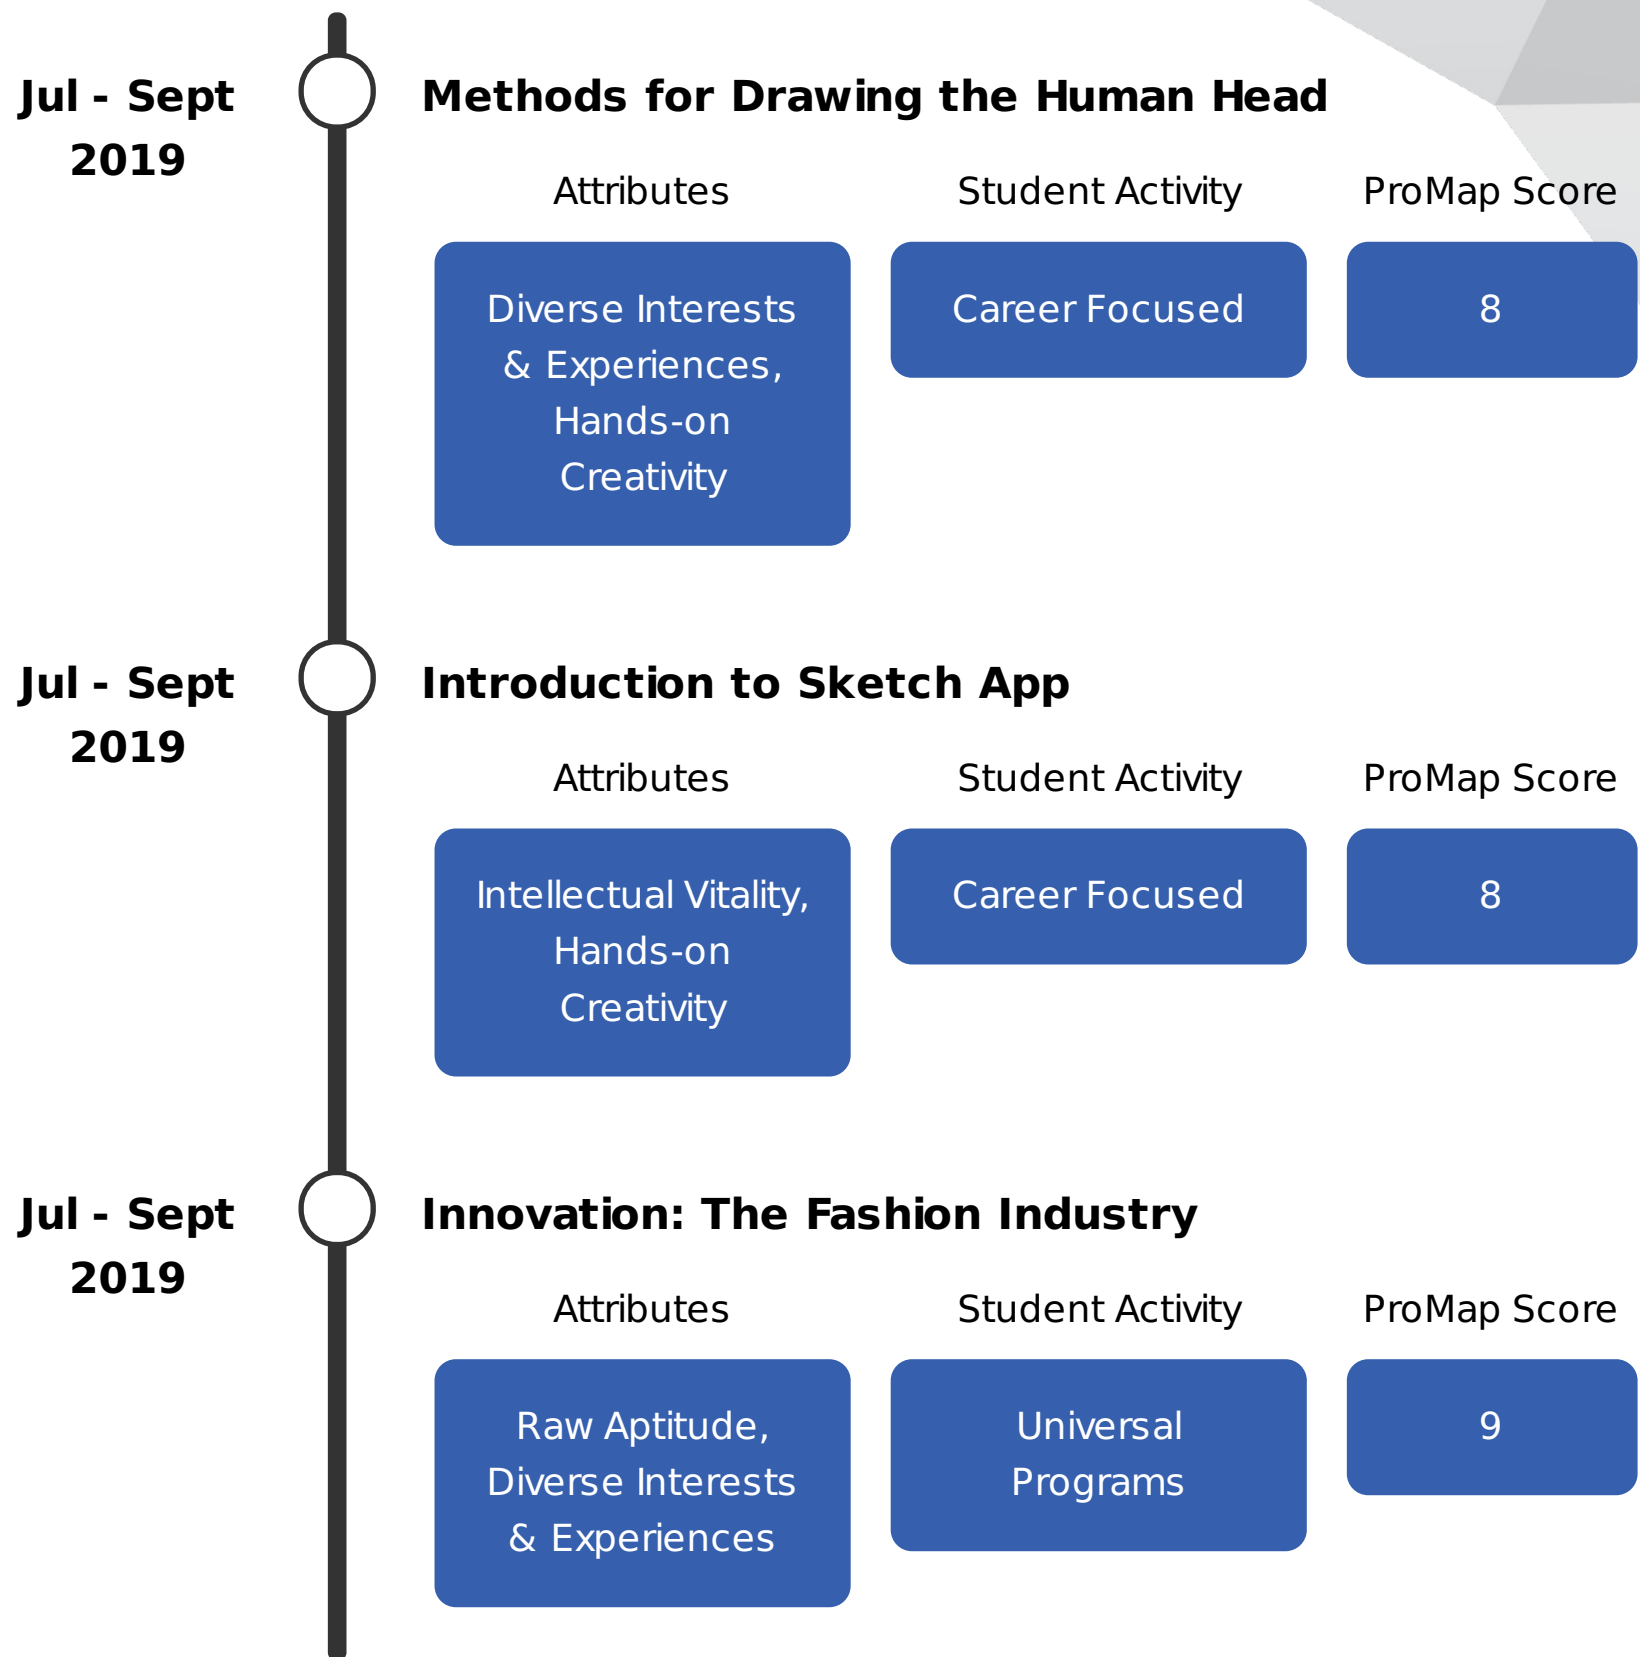 Jul - Sept
2019
Methods for Drawing the Human Head
Attributes
Student Activity
ProMap Score
Diverse Interests
& Experiences,
Hands-on
Creativity
Career Focused
8
Jul - Sept
2019
Introduction to Sketch App
Attributes
Student Activity
ProMap Score
Intellectual Vitality,
Hands-on
Creativity
Career Focused
8
Jul - Sept
2019
Innovation: The Fashion Industry
Attributes
Student Activity
ProMap Score
Raw Aptitude,
Diverse Interests
& Experiences
Universal
Programs
9